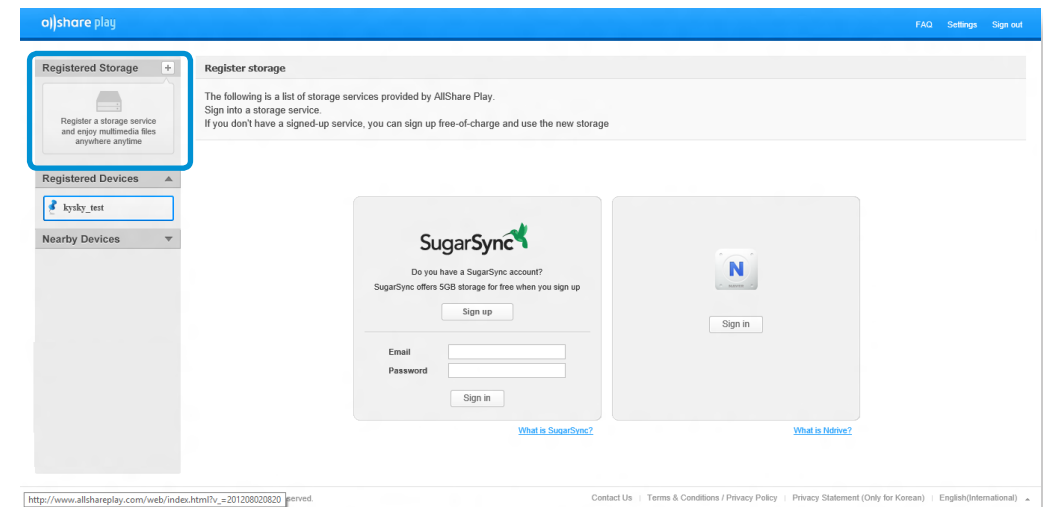 allshare play
FAQ Settings Sign out
Registered Storage +
Register a storage service
and enjoy multimedia files
anywhere anytime
Registered Devices
kysky_test
Nearby Devices
Register storage
The following is a list of storage services provided by AllShare Play.
Sign into a storage service.
If you don't have a signed-up service, you can sign up free-of-charge and use the new storage
SugarSync
Do you have a SugarSync account?
SugarSync offers 5GB storage for free when you sign up
Sign up
Email
Password
Sign in
What is SugarSync?
N
Sign in
What is Ndrive?
http://www.allshareplay.com/web/index.html?v_=201208020820
Contact Us | Terms & Conditions / Privacy Policy | Privacy Statement (Only for Korean) | English(International)